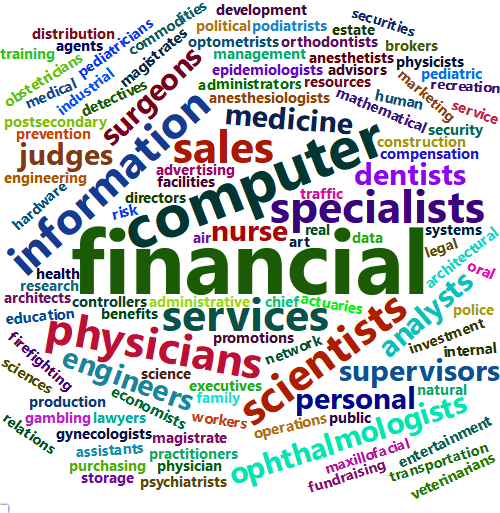 development
securities
commodities
political podiatrists
distribution
estate
pediatricians
magistrates
optometrists orthodontists
brokers
agents
training
management
anesthetists
physicists
obstetricians
medical
industrial
surgeons
epidemiologists advisors
pediatric
detectives
administrators resources
marketing
recreation
anesthesiologists
mathematical
human
service
postsecondary
information
medicine
security
prevention
computer
construction
judges
sales
compensation
advertising
engineering
facilities
dentists
hardware
directors
traffic
specialists
risk
nurse
real
systems
air
art
data
legal
architectural
financial
health
oral
research
architects
controllers administrative
chief
actuaries
analysts
education
benefits
services
police
physicians
promotions
scientists
investment
firefighting
network
internal
engineers
science
supervisors
sciences
executives
production
economists
family
personal
natural
gambling lawyers
workers
operations
public
relations
gynecologists
magistrate
ophthalmologists
entertainment
assistants
practitioners
maxillofacial
transportation
purchasing
physician
fundraising
veterinarians
storage
psychiatrists